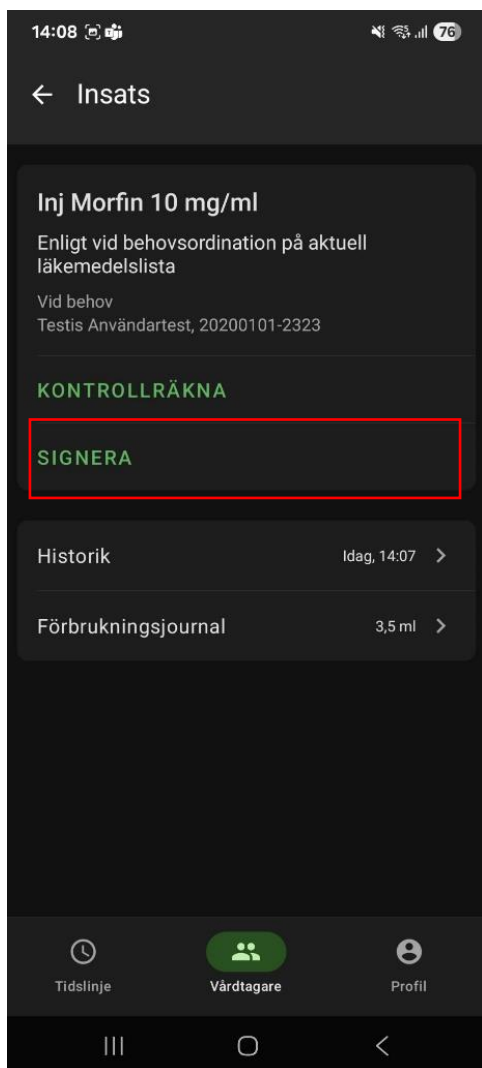 14:08 76
Insats
Inj Morfin 10 mg/ml
Enligt vid behovsordination på aktuell
läkemedelslista
Vid behov
Testis Användartest, 20200101-2323
KONTROLLRÄKNA
SIGNERA
Historik Idag, 14:07
Förbrukningsjournal 3,5 ml
Tidslinje Vårdtagare Profil